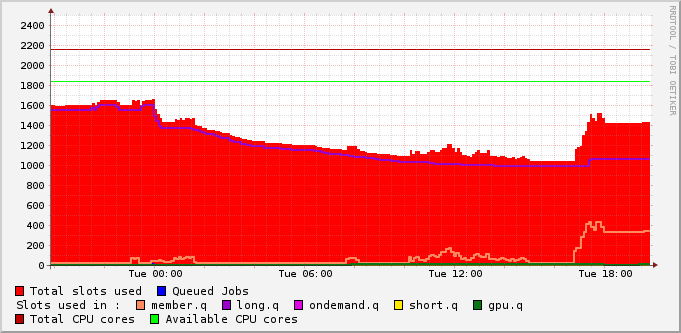 2400
2200
2000
1800
1600
1400
1200
1000
800
600
400
200
0
Tue 00:00 Tue 06:00 Tue 12:00 Tue 18:00
Total slots used Queued Jobs
Slots used in : member.q long.q ondemand.q short.q gpu.q
Total CPU cores Available CPU cores
RRDTOOL / TOBI OETIKER